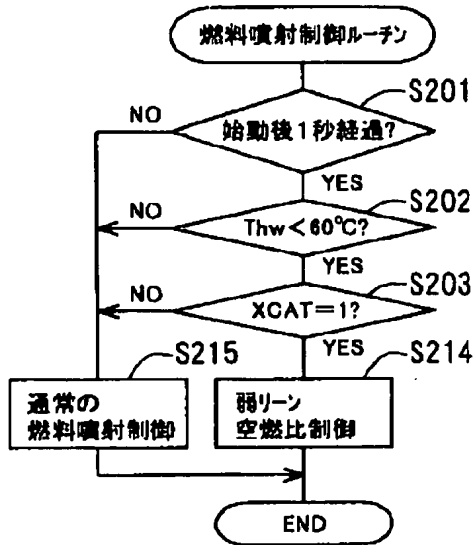 燃料噴射制御ルーチン
S201
NO
始動後1秒経過?
YES
S202
NO
Thw<60℃?
YES
S203
NO
XCAT=1?
YES
S215
S214
通常の
燃料噴射制御
弱リーン
空燃比制御
END